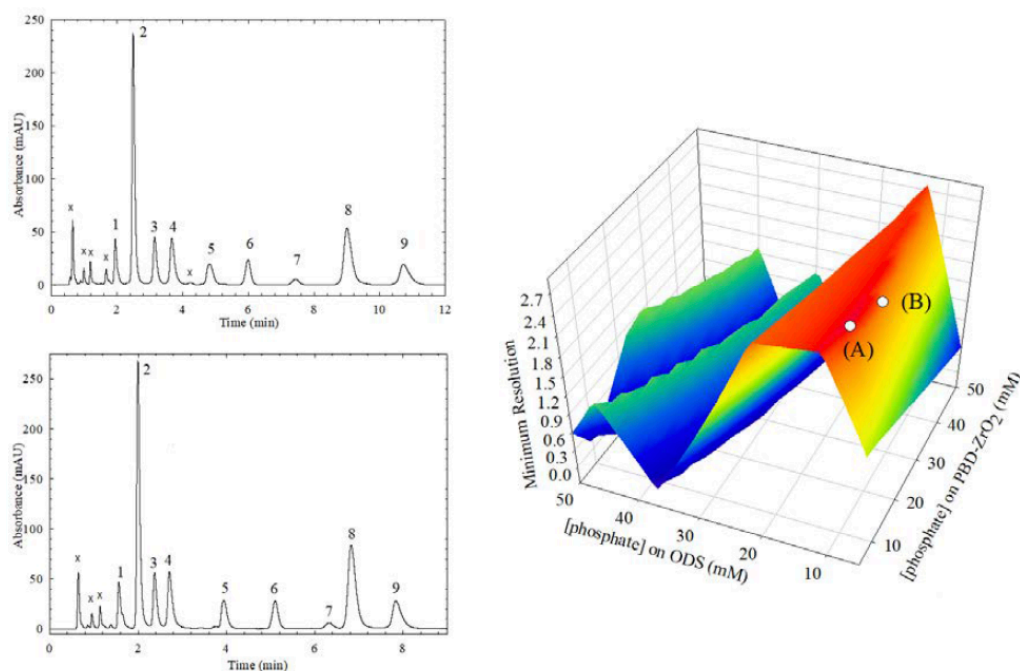 250
200
150
100
50
0
Absorbance (mAU)
x
x
x
x
1
2
3
4
x
5
6
7
8
9
0 2 4 6 8 10 12
Time (min)
250
200
150
100
50
0
Absorbance (mAU)
x
x
x
1
2
3
4
5
6
7
8
9
0 2 4 6 8
Time (min)
Minimum Resolution
2.7
2.4
2.1
1.8
1.5
1.2
0.9
0.6
0.3
0.0
50 40 30 20 10
[phosphate] on ODS (mM)
10 20 30 40 50
[phosphate] on PBD-ZrO₂ (mM)
(A)
(B)